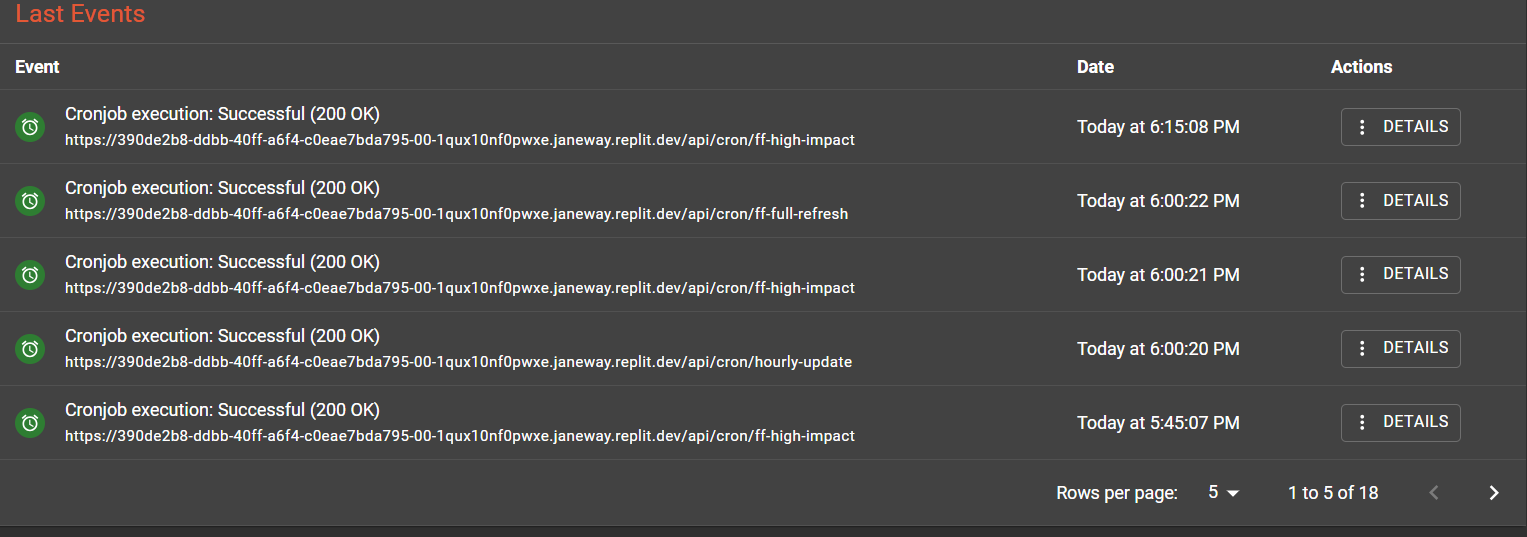 Last Events
Event Date Actions
Cronjob execution: Successful (200 OK)
https://390de2b8-ddbb-40ff-a6f4-c0eae7bda795-00-1qux10nf0pwxe.janeway.replit.dev/api/cron/ff-high-impact
Today at 6:15:08 PM
DETAILS
Cronjob execution: Successful (200 OK)
https://390de2b8-ddbb-40ff-a6f4-c0eae7bda795-00-1qux10nf0pwxe.janeway.replit.dev/api/cron/ff-full-refresh
Today at 6:00:22 PM
DETAILS
Cronjob execution: Successful (200 OK)
https://390de2b8-ddbb-40ff-a6f4-c0eae7bda795-00-1qux10nf0pwxe.janeway.replit.dev/api/cron/ff-high-impact
Today at 6:00:21 PM
DETAILS
Cronjob execution: Successful (200 OK)
https://390de2b8-ddbb-40ff-a6f4-c0eae7bda795-00-1qux10nf0pwxe.janeway.replit.dev/api/cron/hourly-update
Today at 6:00:20 PM
DETAILS
Cronjob execution: Successful (200 OK)
https://390de2b8-ddbb-40ff-a6f4-c0eae7bda795-00-1qux10nf0pwxe.janeway.replit.dev/api/cron/ff-high-impact
Today at 5:45:07 PM
DETAILS
Rows per page: 5 1 to 5 of 18